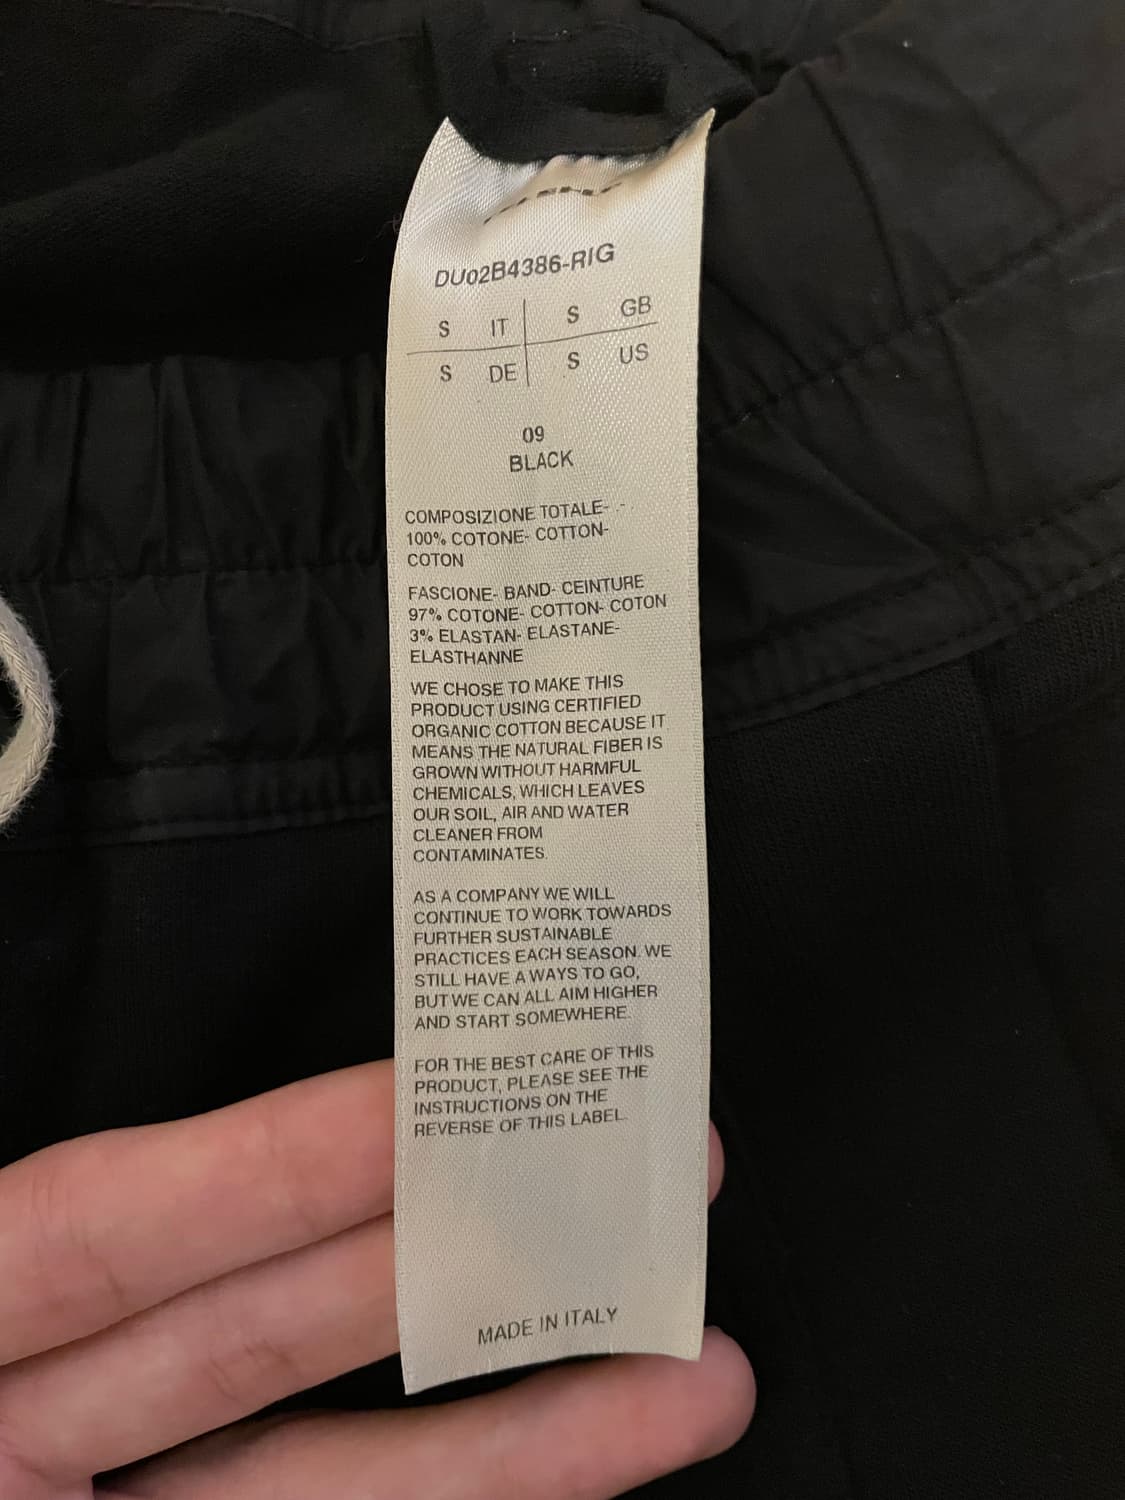 DU02B4386-RIG
S IT S GB
S DE S US
09
BLACK
COMPOSIZIONE TOTALE-
100% COTONE- COTTON-
COTON
FASCIONE- BAND- CEINTURE
97% COTONE- COTTON- COTON
3% ELASTAN- ELASTANE-
ELASTHANNE
WE CHOSE TO MAKE THIS
PRODUCT USING CERTIFIED
ORGANIC COTTON BECAUSE IT
MEANS THE NATURAL FIBER IS
GROWN WITHOUT HARMFUL
CHEMICALS, WHICH LEAVES
OUR SOIL, AIR AND WATER
CLEANER FROM
CONTAMINATES.
AS A COMPANY WE WILL
CONTINUE TO WORK TOWARDS
FURTHER SUSTAINABLE
PRACTICES EACH SEASON. WE
STILL HAVE A WAYS TO GO,
BUT WE CAN ALL AIM HIGHER
AND START SOMEWHERE.
FOR THE BEST CARE OF THIS
PRODUCT, PLEASE SEE THE
INSTRUCTIONS ON THE
REVERSE OF THIS LABEL.
MADE IN ITALY